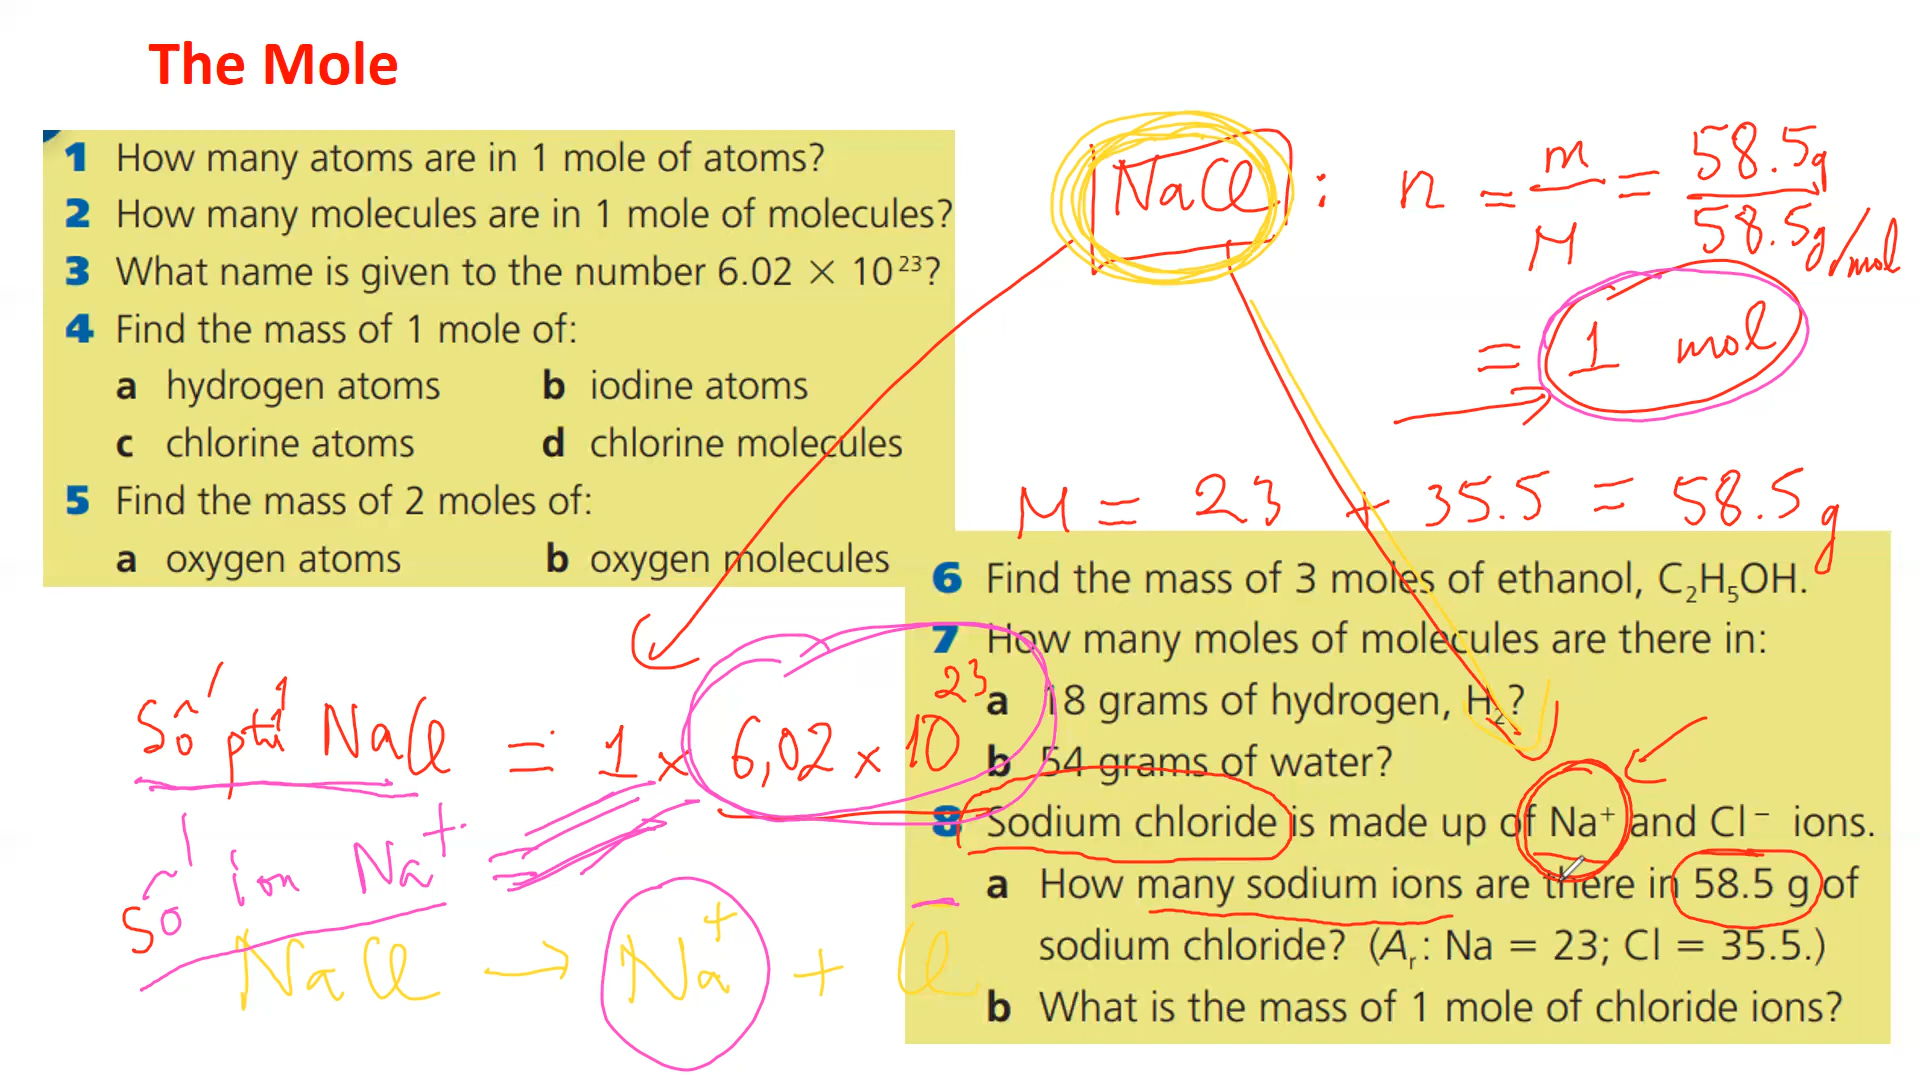 The Mole
1 How many atoms are in 1 mole of atoms?
2 How many molecules are in 1 mole of molecules?
3 What name is given to the number 6.02 × 10²³?
4 Find the mass of 1 mole of:
a hydrogen atoms b iodine atoms
c chlorine atoms d chlorine molecules
5 Find the mass of 2 moles of:
a oxygen atoms b oxygen molecules
NaCl : n = m/M = 58.5g / 58.5g/mol
= 1 mol
M = 23 + 35.5 = 58.5g
6 Find the mass of 3 moles of ethanol, C₂H₅OH.
7 How many moles of molecules are there in:
a 18 grams of hydrogen, H₂?
b 54 grams of water?
8 Sodium chloride is made up of Na⁺ and Cl⁻ ions.
a How many sodium ions are there in 58.5 g of
sodium chloride? (Aᵣ: Na = 23; Cl = 35.5.)
b What is the mass of 1 mole of chloride ions?
Số ptử NaCl = 1 × 6,02 × 10²³
Số ion Na⁺ =
NaCl → Na⁺ + Cl⁻